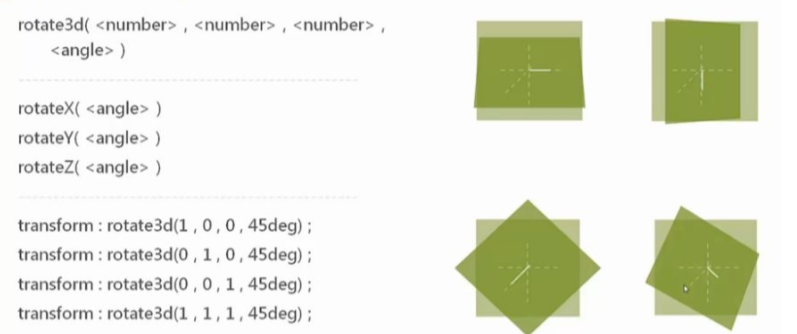 rotate3d( <number> , <number> , <number> ,
<angle> )
rotateX( <angle> )
rotateY( <angle> )
rotateZ( <angle> )
transform : rotate3d(1 , 0 , 0 , 45deg) ;
transform : rotate3d(0 , 1 , 0 , 45deg) ;
transform : rotate3d(0 , 0 , 1 , 45deg) ;
transform : rotate3d(1 , 1 , 1 , 45deg) ;